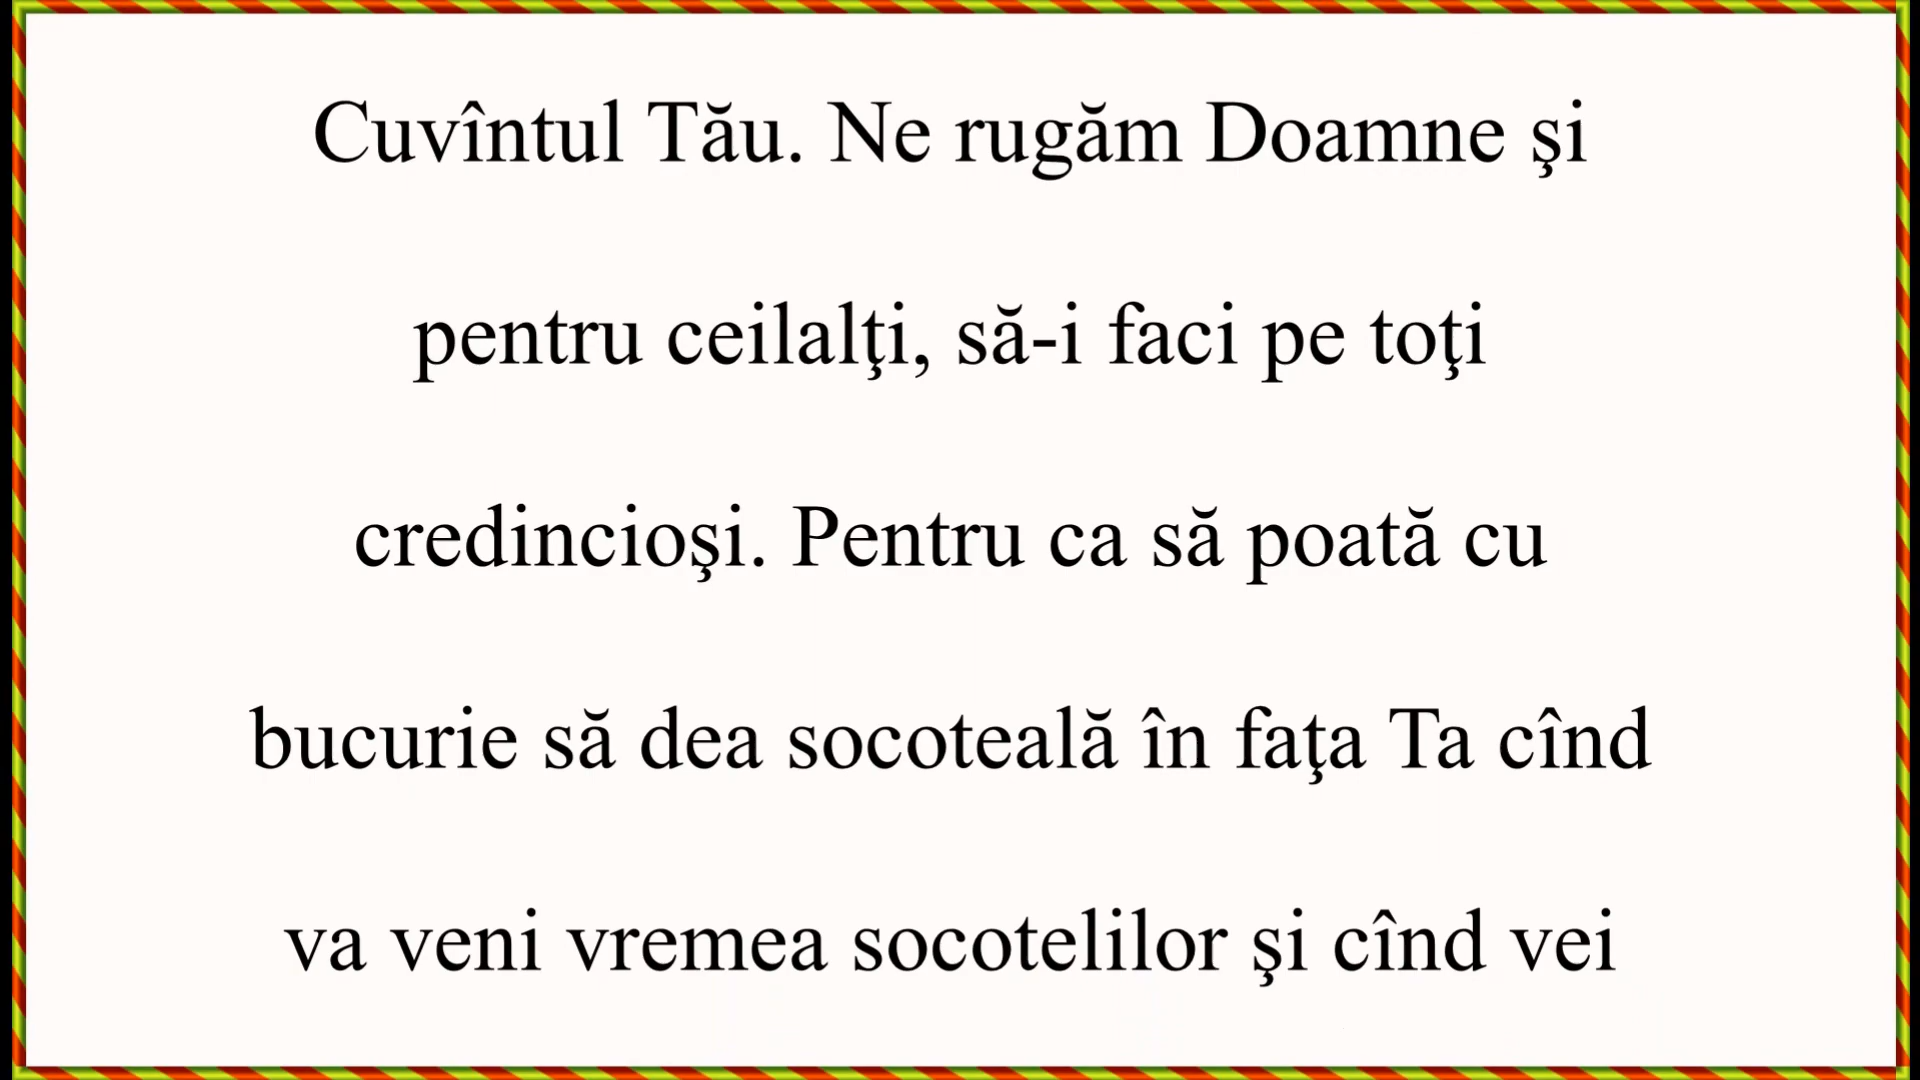 Cuvîntul Tău. Ne rugăm Doamne şi
pentru ceilalţi, să-i faci pe toţi
credincioşi. Pentru ca să poată cu
bucurie să dea socoteală în faţa Ta cînd
va veni vremea socotelilor şi cînd vei